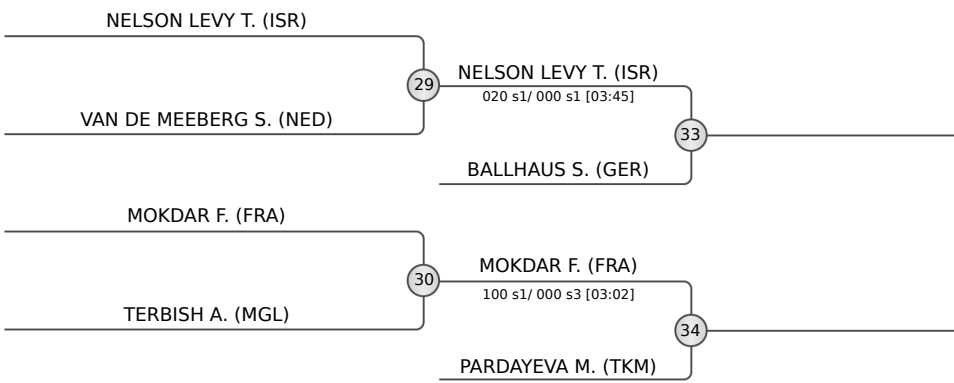 NELSON LEVY T. (ISR)
29
VAN DE MEEBERG S. (NED)
NELSON LEVY T. (ISR)
020 s1/ 000 s1 [03:45]
33
BALLHAUS S. (GER)
MOKDAR F. (FRA)
30
TERBISH A. (MGL)
MOKDAR F. (FRA)
100 s1/ 000 s3 [03:02]
34
PARDAYEVA M. (TKM)